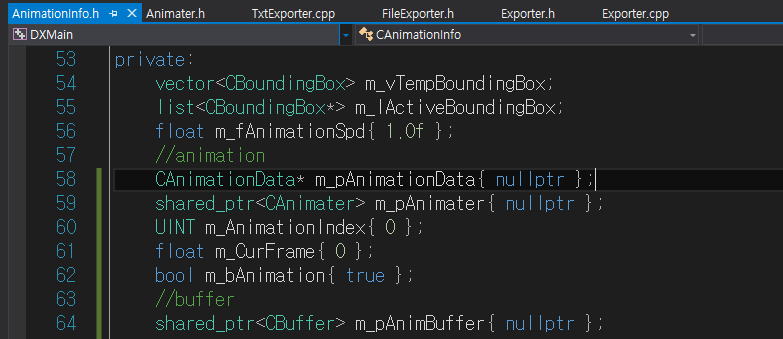 AnimationInfo.h Animater.h TxtExporter.cpp FileExporter.h Exporter.h Exporter.cpp
DXMain CAnimationInfo
53 private:
54 vector<CBoundingBox> m_vTempBoundingBox;
55 list<CBoundingBox*> m_lActiveBoundingBox;
56 float m_fAnimationSpd{ 1.0f };
57 //animation
58 CAnimationData* m_pAnimationData{ nullptr };
59 shared_ptr<CAnimater> m_pAnimater{ nullptr };
60 UINT m_AnimationIndex{ 0 };
61 float m_CurFrame{ 0 };
62 bool m_bAnimation{ true };
63 //buffer
64 shared_ptr<CBuffer> m_pAnimBuffer{ nullptr };